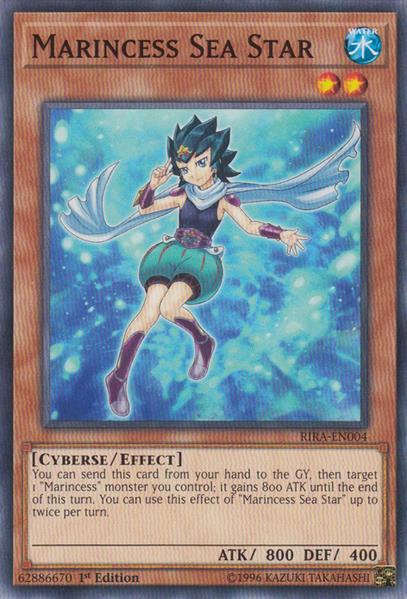 Marincess Sea Star
WATER
水
RIRA-EN004
[Cyberse/Effect]
You can send this card from your hand to the GY, then target
1 "Marincess" monster you control; it gains 800 ATK until the end
of this turn. You can use this effect of "Marincess Sea Star" up to
twice per turn.
ATK/ 800 DEF/ 400
62886670 1st Edition ©1996 KAZUKI TAKAHASHI